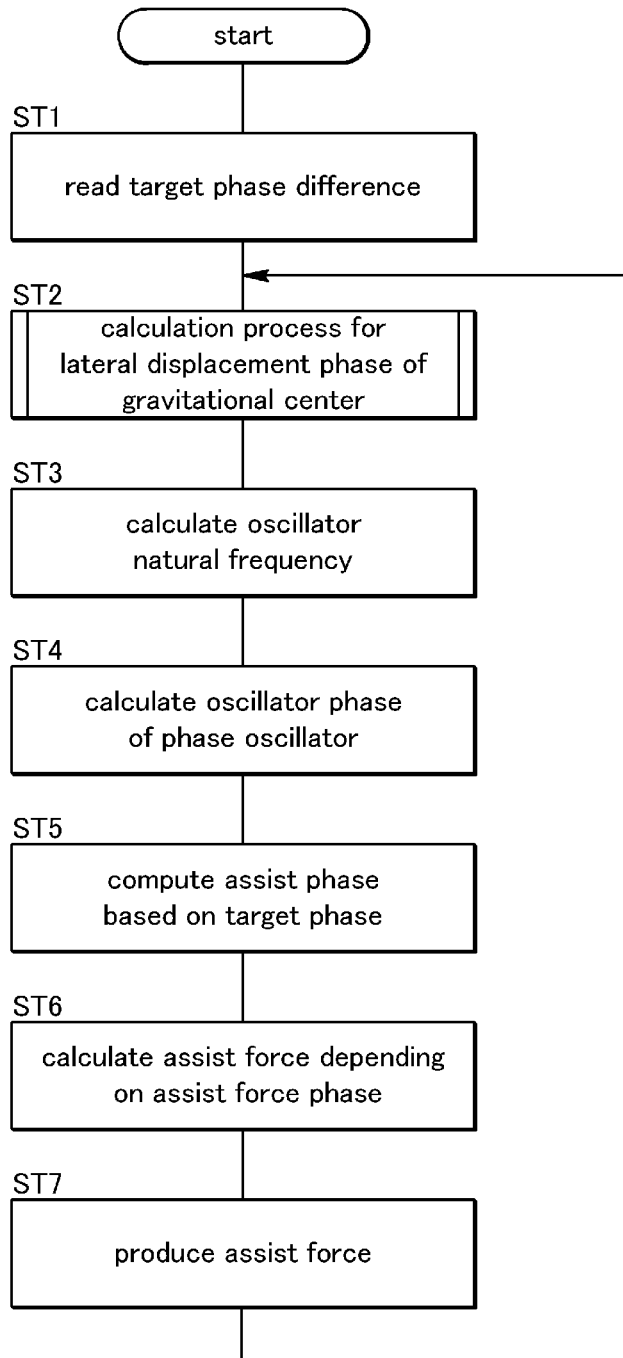 start
ST1
read target phase difference
ST2
calculation process for
lateral displacement phase of
gravitational center
ST3
calculate oscillator
natural frequency
ST4
calculate oscillator phase
of phase oscillator
ST5
compute assist phase
based on target phase
ST6
calculate assist force depending
on assist force phase
ST7
produce assist force